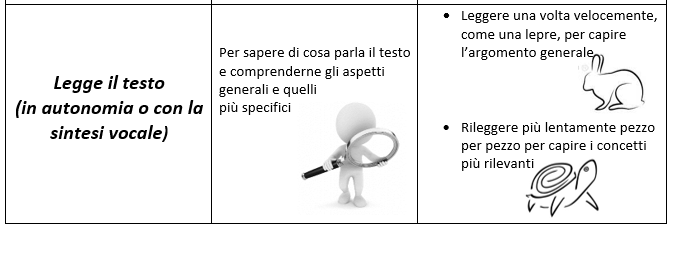 Legge il testo
(in autonomia o con la
sintesi vocale)
Per sapere di cosa parla il testo
e comprenderne gli aspetti
generali e quelli
più specifici
• Leggere una volta velocemente,
come una lepre, per capire
l’argomento generale
• Rileggere più lentamente pezzo
per pezzo per capire i concetti
più rilevanti